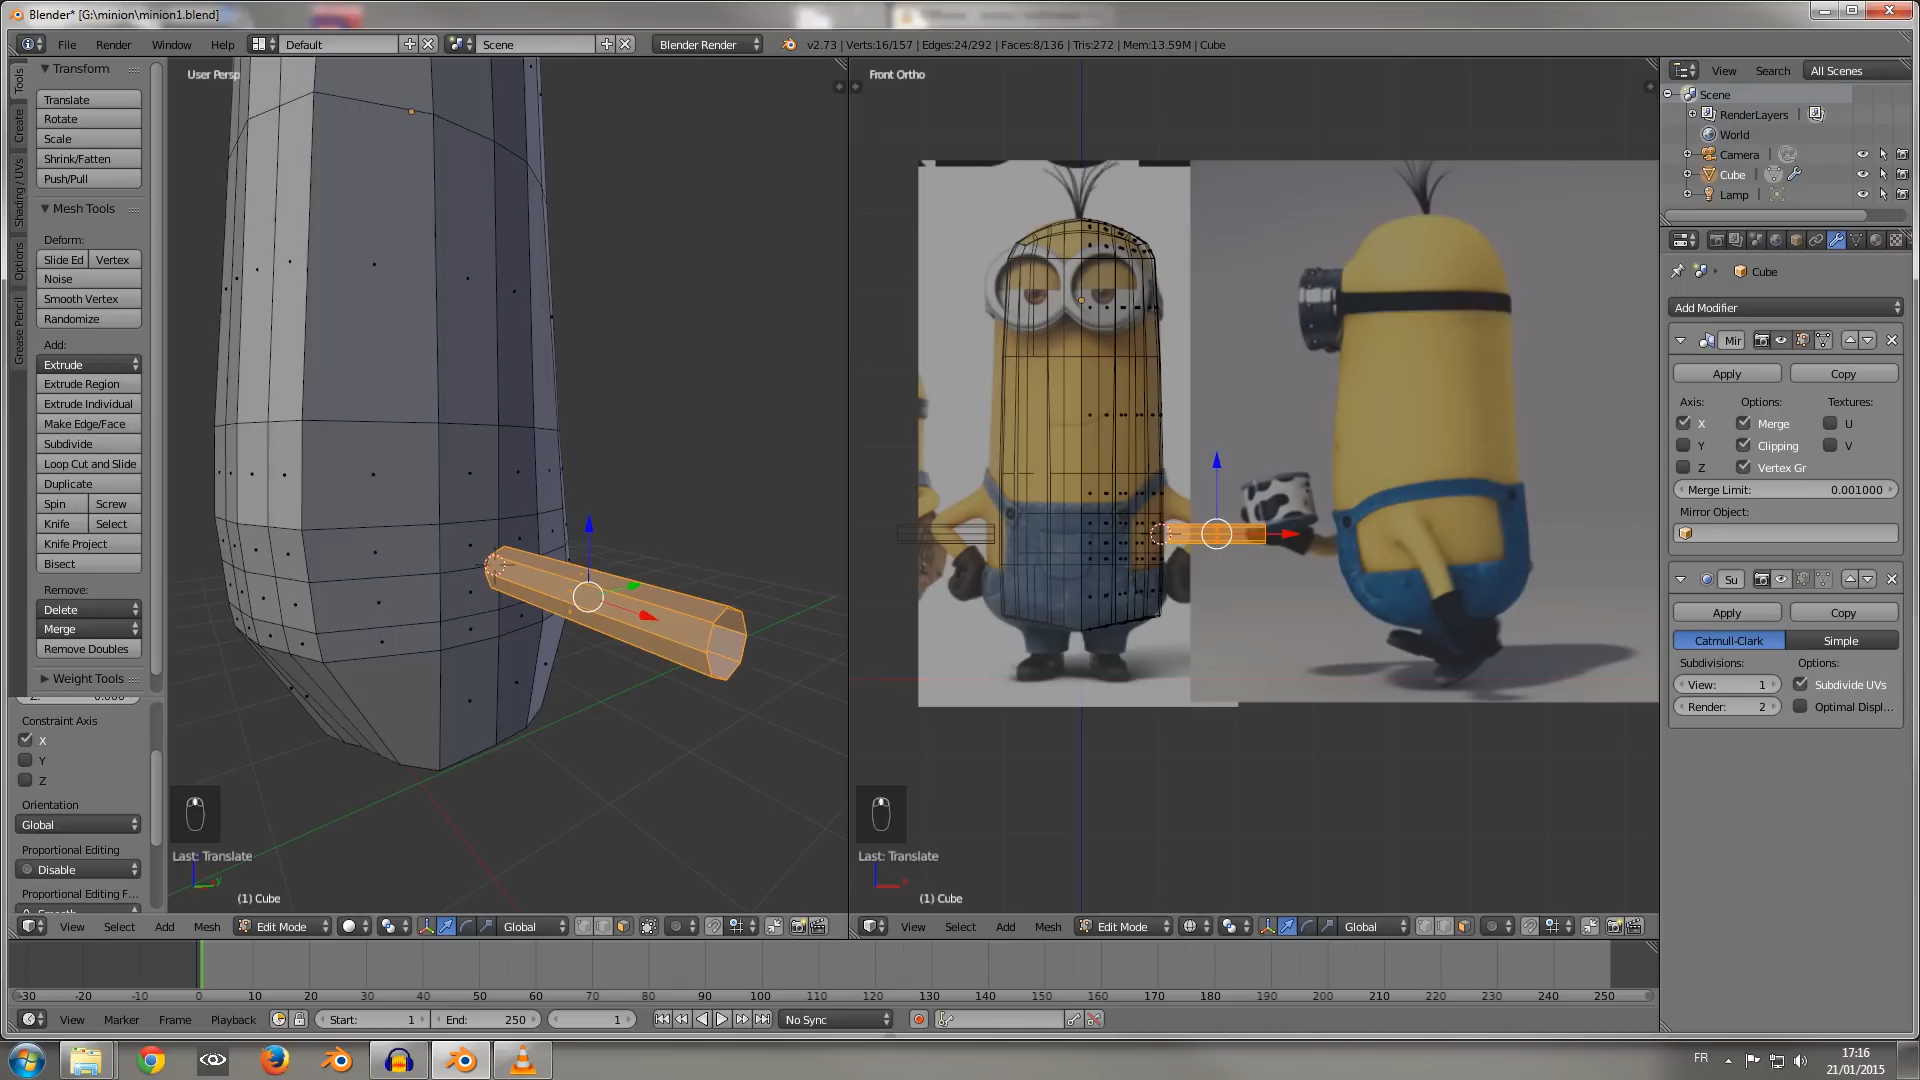 Blender* [G:\minion\minion1.blend]
File Render Window Help Default Scene Blender Render v2.73 | Verts:16/157 | Edges:24/292 | Faces:8/136 | Tris:272 | Mem:13.59M | Cube
Tools
Create
Shading / UVs
Options
Grease Pencil
Transform
Translate
Rotate
Scale
Shrink/Fatten
Push/Pull
Mesh Tools
Deform:
Slide Ed Vertex
Noise
Smooth Vertex
Randomize
Add:
Extrude
Extrude Region
Extrude Individual
Make Edge/Face
Subdivide
Loop Cut and Slide
Duplicate
Spin Screw
Knife Select
Knife Project
Bisect
Remove:
Delete
Merge
Remove Doubles
Weight Tools
Constraint Axis
X
Y
Z
Orientation
Global
Proportional Editing
Disable
Proportional Editing F...
User Persp
Last: Translate
(1) Cube
View Select Add Mesh Edit Mode Global
Front Ortho
Last: Translate
(1) Cube
View Select Add Mesh Edit Mode Global
View Search All Scenes
Scene
RenderLayers
World
Camera
Cube
Lamp
Cube
Add Modifier
Mir
Apply Copy
Axis: Options: Textures:
X Merge U
Y Clipping V
Z Vertex Gr
Merge Limit: 0.001000
Mirror Object:
Su
Apply Copy
Catmull-Clark Simple
Subdivisions: Options:
View: 1 Subdivide UVs
Render: 2 Optimal Displ...
-30 -20 -10 0 10 20 30 40 50 60 70 80 90 100 110 120 130 140 150 160 170 180 190 200 210 220 230 240 250
View Marker Frame Playback Start: 1 End: 250 1 No Sync
FR 17:16
21/01/2015